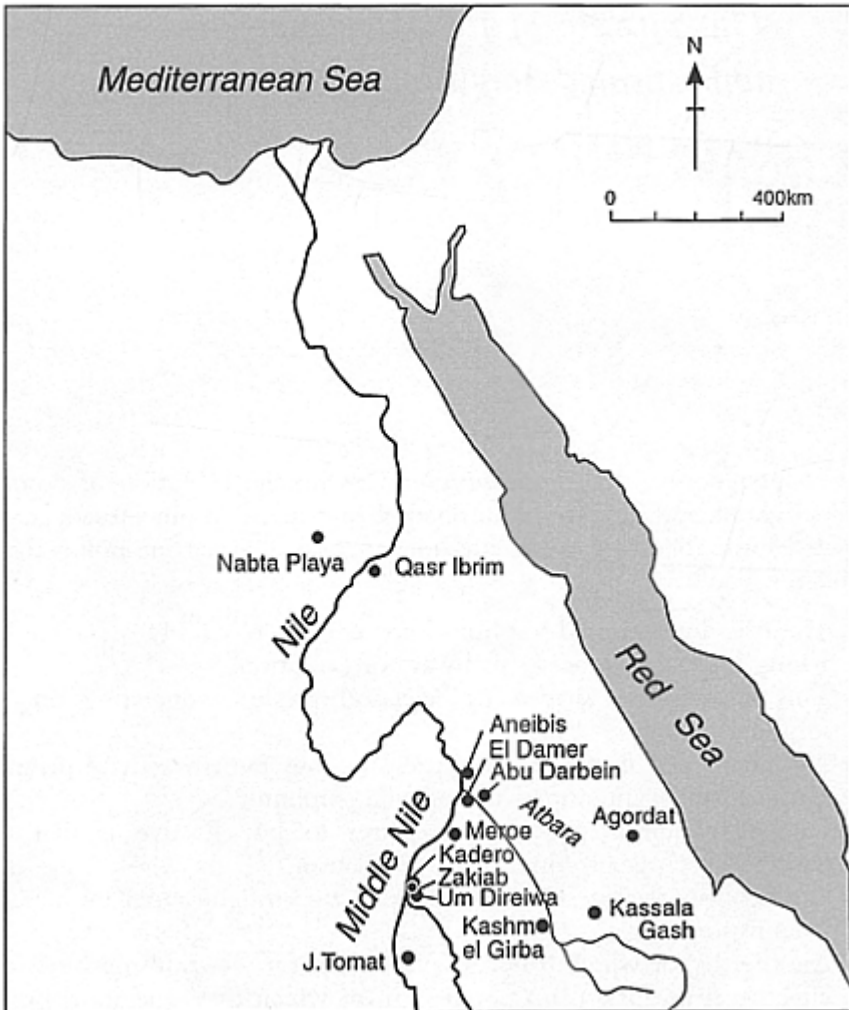 Mediterranean Sea
N
0 400km
Nabta Playa
Qasr Ibrim
Nile
Red Sea
Aneibis
El Damer
Abu Darbein
Atbara
Agordat
Meroe
Middle Nile
Kadero
Zakiab
Um Direiwa
Kassala
Gash
Kashm
el Girba
J.Tomat